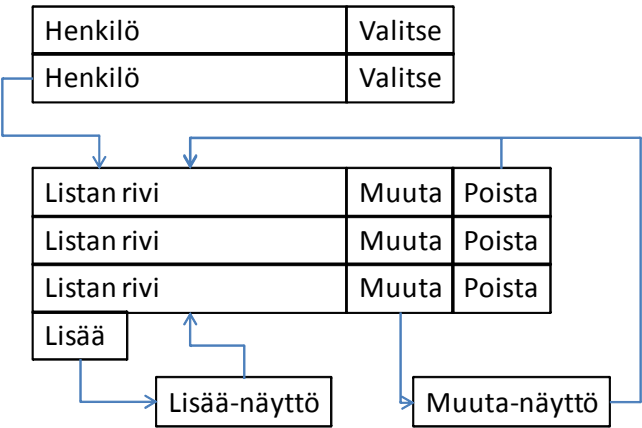 Henkilö Valitse
Henkilö Valitse
Listan rivi Muuta Poista
Listan rivi Muuta Poista
Listan rivi Muuta Poista
Lisää
Lisää-näyttö Muuta-näyttö